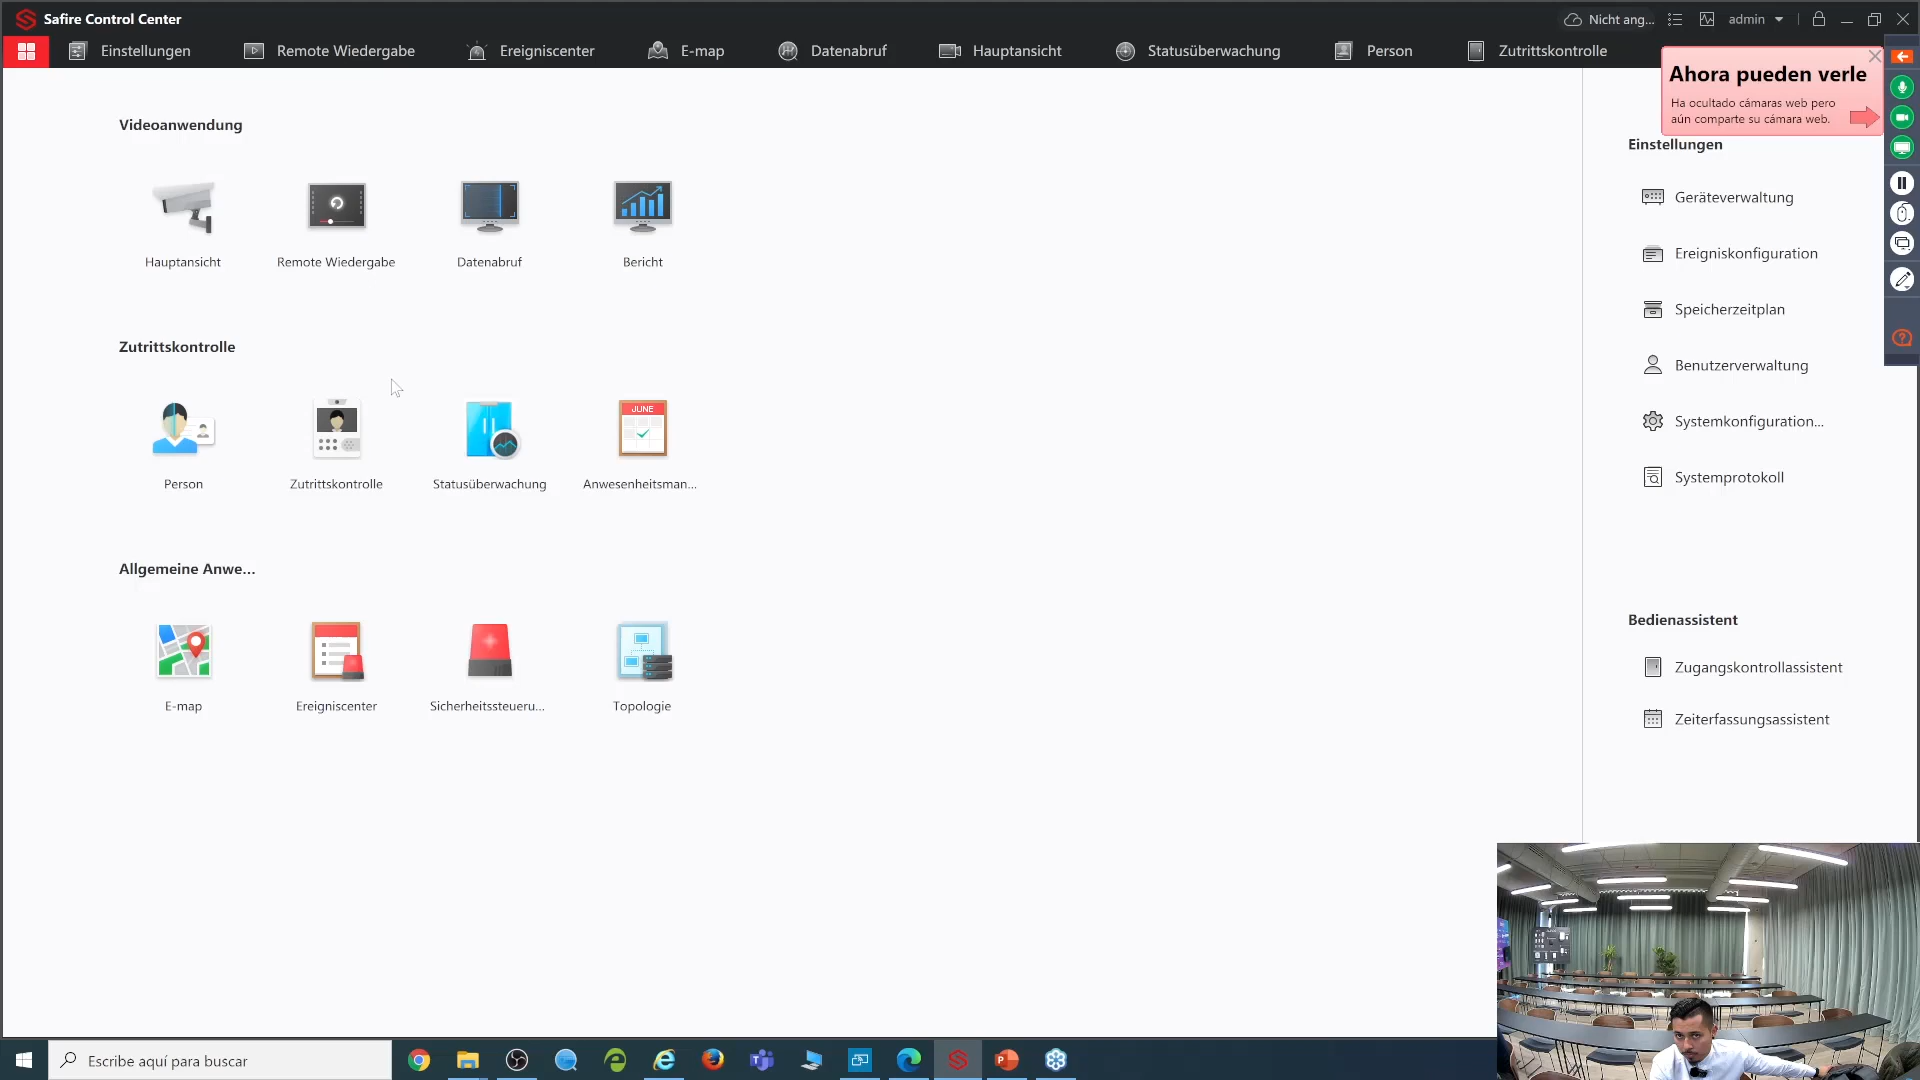 Safire Control Center
Nicht ang...
admin
Einstellungen
Remote Wiedergabe
Ereigniscenter
E-map
Datenabruf
Hauptansicht
Statusüberwachung
Person
Zutrittskontrolle
Ahora pueden verle
Ha ocultado cámaras web pero
aún comparte su cámara web.
Videoanwendung
Hauptansicht
Remote Wiedergabe
Datenabruf
Bericht
Zutrittskontrolle
JUNE
Person
Zutrittskontrolle
Statusüberwachung
Anwesenheitsman...
Allgemeine Anwe...
E-map
Ereigniscenter
Sicherheitssteueru...
Topologie
Einstellungen
Geräteverwaltung
Ereigniskonfiguration
Speicherzeitplan
Benutzerverwaltung
Systemkonfiguration...
Systemprotokoll
Bedienassistent
Zugangskontrollassistent
Zeiterfassungsassistent
Escribe aquí para buscar